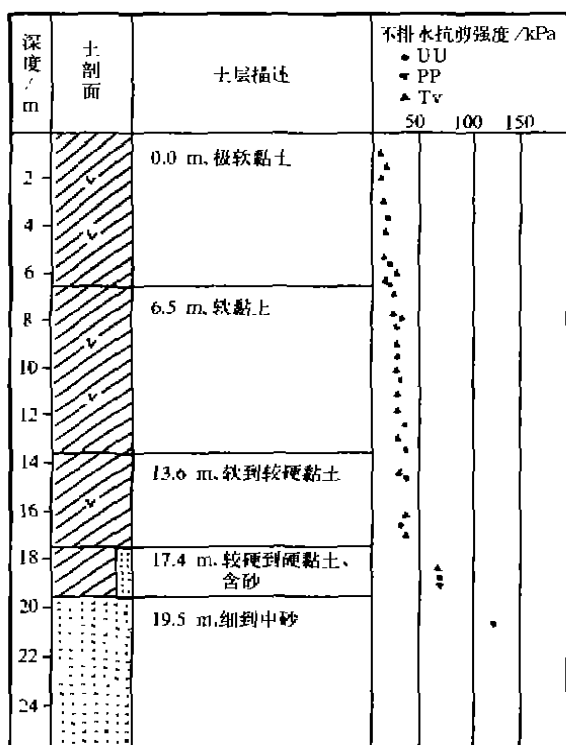 深度/m
土剖面
土层描述
不排水抗剪强度/kPa
UU
PP
Tv
50 100 150
0.0 m、极软黏土
6.5 m、软黏土
13.6 m、软到较硬黏土
17.4 m、较硬到硬黏土、
含砂
19.5 m、细到中砂
2
4
6
8
10
12
14
16
18
20
22
24